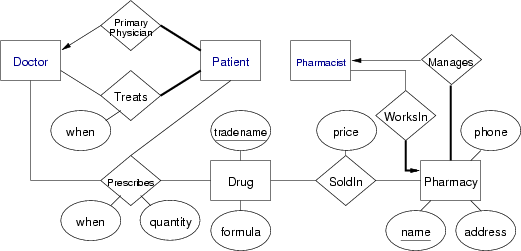 Primary
Physician
Doctor
Patient
Pharmacist
Manages
Treats
when
tradename
price
WorksIn
phone
Prescribes
Drug
SoldIn
Pharmacy
when
quantity
formula
name
address